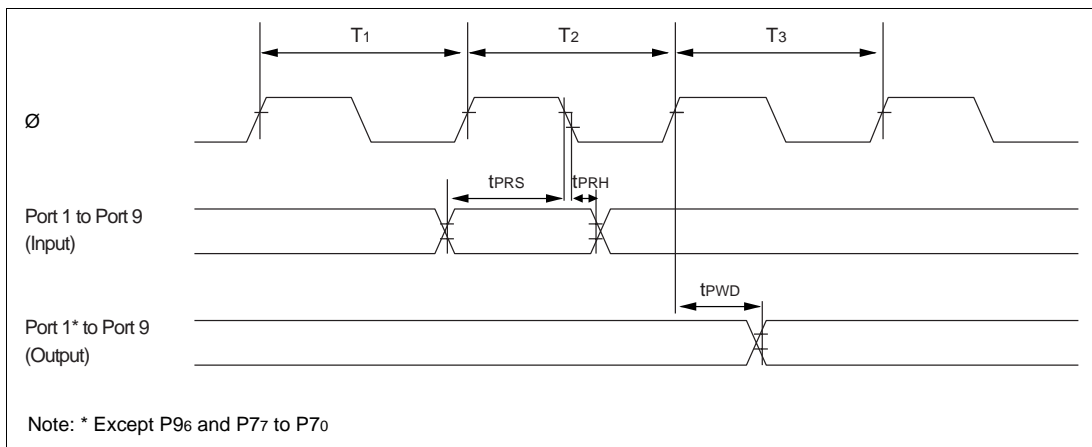 T1 T2 T3
Ø
tPRS tPRH
Port 1 to Port 9
(Input)
tPWD
Port 1* to Port 9
(Output)
Note: * Except P96 and P77 to P70